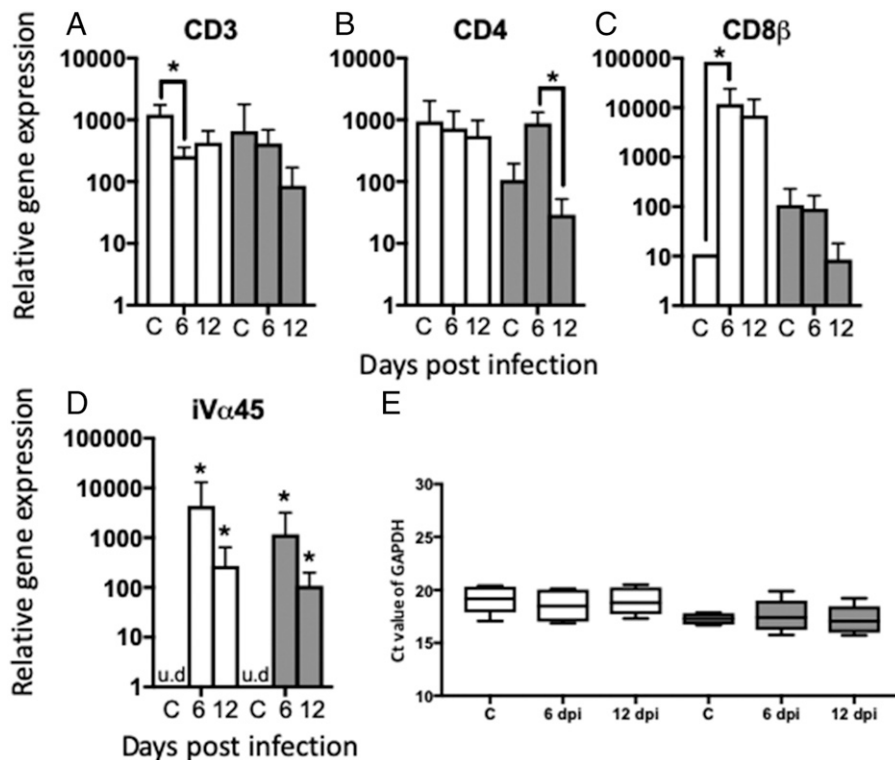 A CD3
B CD4
C CD8β
Relative gene expression
10000
1000
100
10
1
*
C 6 12 C 6 12
10000
1000
100
10
1
*
C 6 12 C 6 12
100000
10000
1000
100
10
1
*
C 6 12 C 6 12
Days post infection
D iVα45
Relative gene expression
100000
10000
1000
100
10
1
* * * *
u.d u.d
C 6 12 C 6 12
Days post infection
E
Ct value of GAPDH
30
25
20
15
10
C 6 dpi 12 dpi C 6 dpi 12 dpi